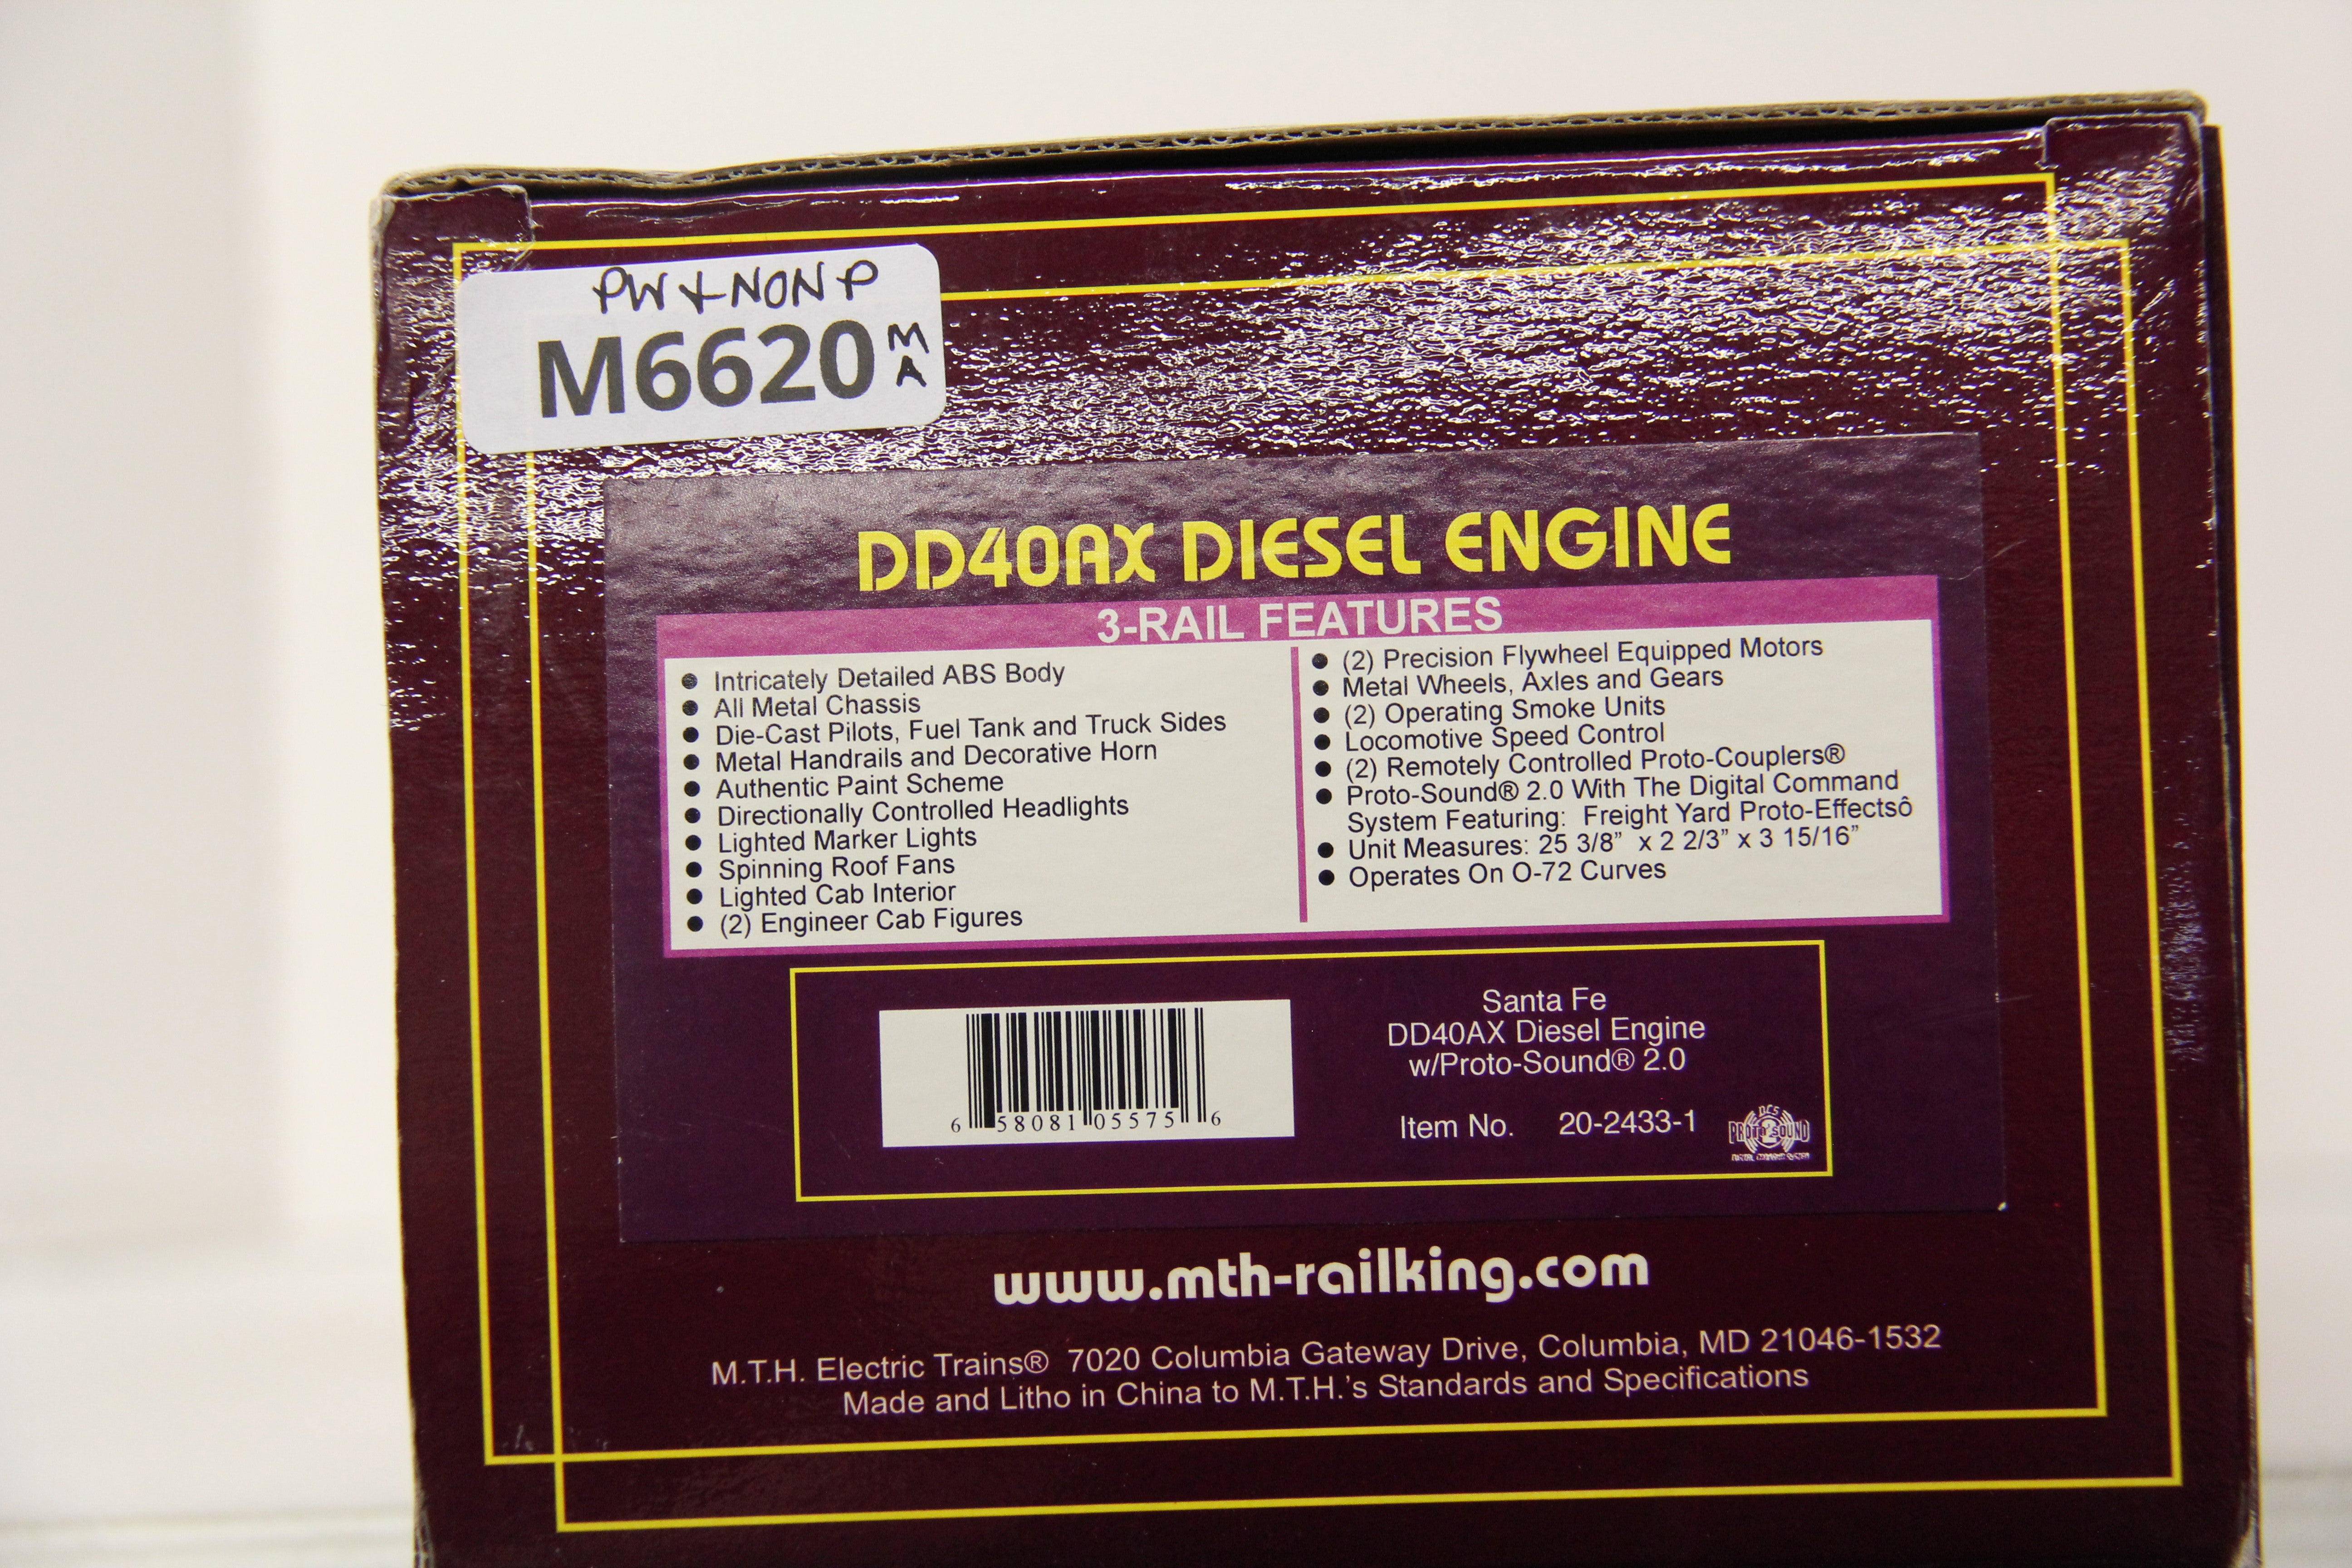 PW + NON P
M6620 MA
DD40AX DIESEL ENGINE
3-RAIL FEATURES
● Intricately Detailed ABS Body
● All Metal Chassis
● Die-Cast Pilots, Fuel Tank and Truck Sides
● Metal Handrails and Decorative Horn
● Authentic Paint Scheme
● Directionally Controlled Headlights
● Lighted Marker Lights
● Spinning Roof Fans
● Lighted Cab Interior
● (2) Engineer Cab Figures
● (2) Precision Flywheel Equipped Motors
● Metal Wheels, Axles and Gears
● (2) Operating Smoke Units
● Locomotive Speed Control
● (2) Remotely Controlled Proto-Couplers®
● Proto-Sound® 2.0 With The Digital Command
System Featuring: Freight Yard Proto-Effectsô
● Unit Measures: 25 3/8” x 2 2/3” x 3 15/16”
● Operates On O-72 Curves
6 58081 05575 6
Santa Fe
DD40AX Diesel Engine
w/Proto-Sound® 2.0
Item No. 20-2433-1
DCS
PROTO SOUND
2
DIGITAL COMMAND SYSTEM
www.mth-railking.com
M.T.H. Electric Trains® 7020 Columbia Gateway Drive, Columbia, MD 21046-1532
Made and Litho in China to M.T.H.'s Standards and Specifications